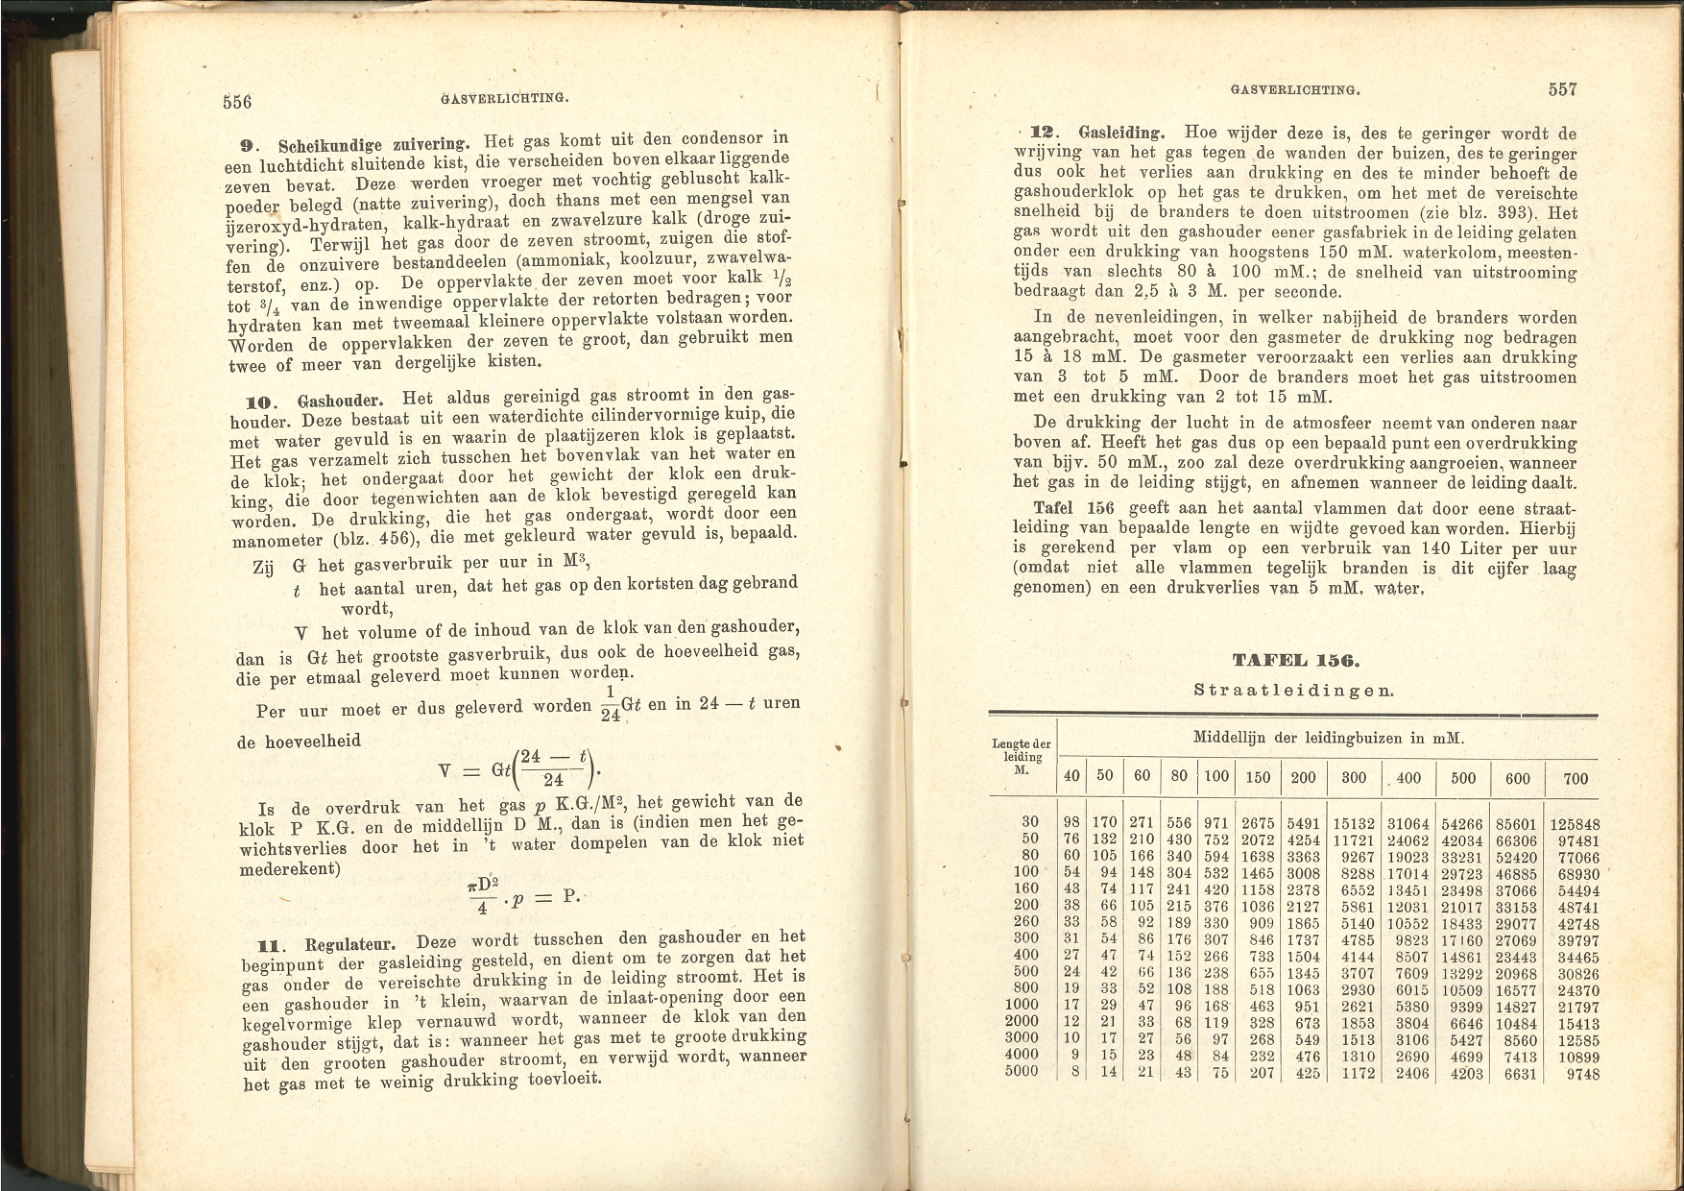 556
GASVERLICHTING.
9. Scheikundige zuivering. Het gas komt uit den condensor in
een luchtdicht sluitende kist, die verscheiden boven elkaar liggende
zeven bevat. Deze werden vroeger met vochtig gebluscht kalk-
poeder belegd (natte zuivering), doch thans met een mengsel van
ijzeroxyd-hydraten, kalk-hydraat en zwavelzure kalk (droge zui-
vering). Terwijl het gas door de zeven stroomt, zuigen die stof-
fen de onzuivere bestanddeelen (ammoniak, koolzuur, zwavelwa-
terstof, enz.) op. De oppervlakte der zeven moet voor kalk 1/2
tot 3/4 van de inwendige oppervlakte der retorten bedragen; voor
hydraten kan met tweemaal kleinere oppervlakte volstaan worden.
Worden de oppervlakken der zeven te groot, dan gebruikt men
twee of meer van dergelijke kisten.
10. Gashouder. Het aldus gereinigd gas stroomt in den gas-
houder. Deze bestaat uit een waterdichte cilindervormige kuip, die
met water gevuld is en waarin de plaatijzeren klok is geplaatst.
Het gas verzamelt zich tusschen het bovenvlak van het water en
de klok; het ondergaat door het gewicht der klok een druk-
king, die door tegenwichten aan de klok bevestigd geregeld kan
worden. De drukking, die het gas ondergaat, wordt door een
manometer (blz. 456), die met gekleurd water gevuld is, bepaald.
Zij G het gasverbruik per uur in M³,
t het aantal uren, dat het gas op den kortsten dag gebrand
wordt,
V het volume of de inhoud van de klok van den gashouder,
dan is Gt het grootste gasverbruik, dus ook de hoeveelheid gas,
die per etmaal geleverd moet kunnen worden.
Per uur moet er dus geleverd worden 1/24 Gt en in 24 — t uren
de hoeveelheid
V = Gt(24 — t / 24).
Is de overdruk van het gas p K.G./M², het gewicht van de
klok P K.G. en de middellijn D M., dan is (indien men het ge-
wichtsverlies door het in 't water dompelen van de klok niet
mederekent)
πD²/4 . p = P.
11. Regulateur. Deze wordt tusschen den gashouder en het
beginpunt der gasleiding gesteld, en dient om te zorgen dat het
gas onder de vereischte drukking in de leiding stroomt. Het is
een gashouder in 't klein, waarvan de inlaat-opening door een
kegelvormige klep vernauwd wordt, wanneer de klok van den
gashouder stijgt, dat is: wanneer het gas met te groote drukking
uit den grooten gashouder stroomt, en verwijd wordt, wanneer
het gas met te weinig drukking toevloeit.
GASVERLICHTING.
557
12. Gasleiding. Hoe wijder deze is, des te geringer wordt de
wrijving van het gas tegen de wanden der buizen, des te geringer
dus ook het verlies aan drukking en des te minder behoeft de
gashouderklok op het gas te drukken, om het met de vereischte
snelheid bij de branders te doen uitstroomen (zie blz. 393). Het
gas wordt uit den gashouder eener gasfabriek in de leiding gelaten
onder een drukking van hoogstens 150 mM. waterkolom, meesten-
tijds van slechts 80 à 100 mM.; de snelheid van uitstrooming
bedraagt dan 2,5 à 3 M. per seconde.
In de nevenleidingen, in welker nabijheid de branders worden
aangebracht, moet voor den gasmeter de drukking nog bedragen
15 à 18 mM. De gasmeter veroorzaakt een verlies aan drukking
van 3 tot 5 mM. Door de branders moet het gas uitstroomen
met een drukking van 2 tot 15 mM.
De drukking der lucht in de atmosfeer neemt van onderen naar
boven af. Heeft het gas dus op een bepaald punt een overdrukking
van bijv. 50 mM., zoo zal deze overdrukking aangroeien, wanneer
het gas in de leiding stijgt, en afnemen wanneer de leiding daalt.
Tafel 156 geeft aan het aantal vlammen dat door eene straat-
leiding van bepaalde lengte en wijdte gevoed kan worden. Hierbij
is gerekend per vlam op een verbruik van 140 Liter per uur
(omdat niet alle vlammen tegelijk branden is dit cijfer laag
genomen) en een drukverlies van 5 mM. water.
TAFEL 156.
Straatleidingen.
Lengte der
leiding
M.
Middellijn der leidingbuizen in mM.
40 50 60 80 100 150 200 300 400 500 600 700
30 98 170 271 556 971 2675 5491 15132 31064 54266 85601 125848
50 76 132 210 430 752 2072 4254 11721 24062 42034 66306 97481
80 60 105 166 340 594 1638 3363 9267 19023 33231 52420 77066
100 54 94 148 304 532 1465 3008 8288 17014 29723 46885 68930
160 43 74 117 241 420 1158 2378 6552 13451 23498 37066 54494
200 38 66 105 215 376 1036 2127 5861 12031 21017 33153 48741
260 33 58 92 189 330 909 1865 5140 10552 18433 29077 42748
300 31 54 86 176 307 846 1737 4785 9823 17160 27069 39797
400 27 47 74 152 266 733 1504 4144 8507 14861 23443 34465
500 24 42 66 136 238 655 1345 3707 7609 13292 20968 30826
800 19 33 52 108 188 518 1063 2930 6015 10509 16577 24370
1000 17 29 47 96 168 463 951 2621 5380 9399 14827 21797
2000 12 21 33 68 119 328 673 1853 3804 6646 10484 15413
3000 10 17 27 56 97 268 549 1513 3106 5427 8560 12585
4000 9 15 23 48 84 232 476 1310 2690 4699 7413 10899
5000 8 14 21 43 75 207 425 1172 2406 4203 6631 9748